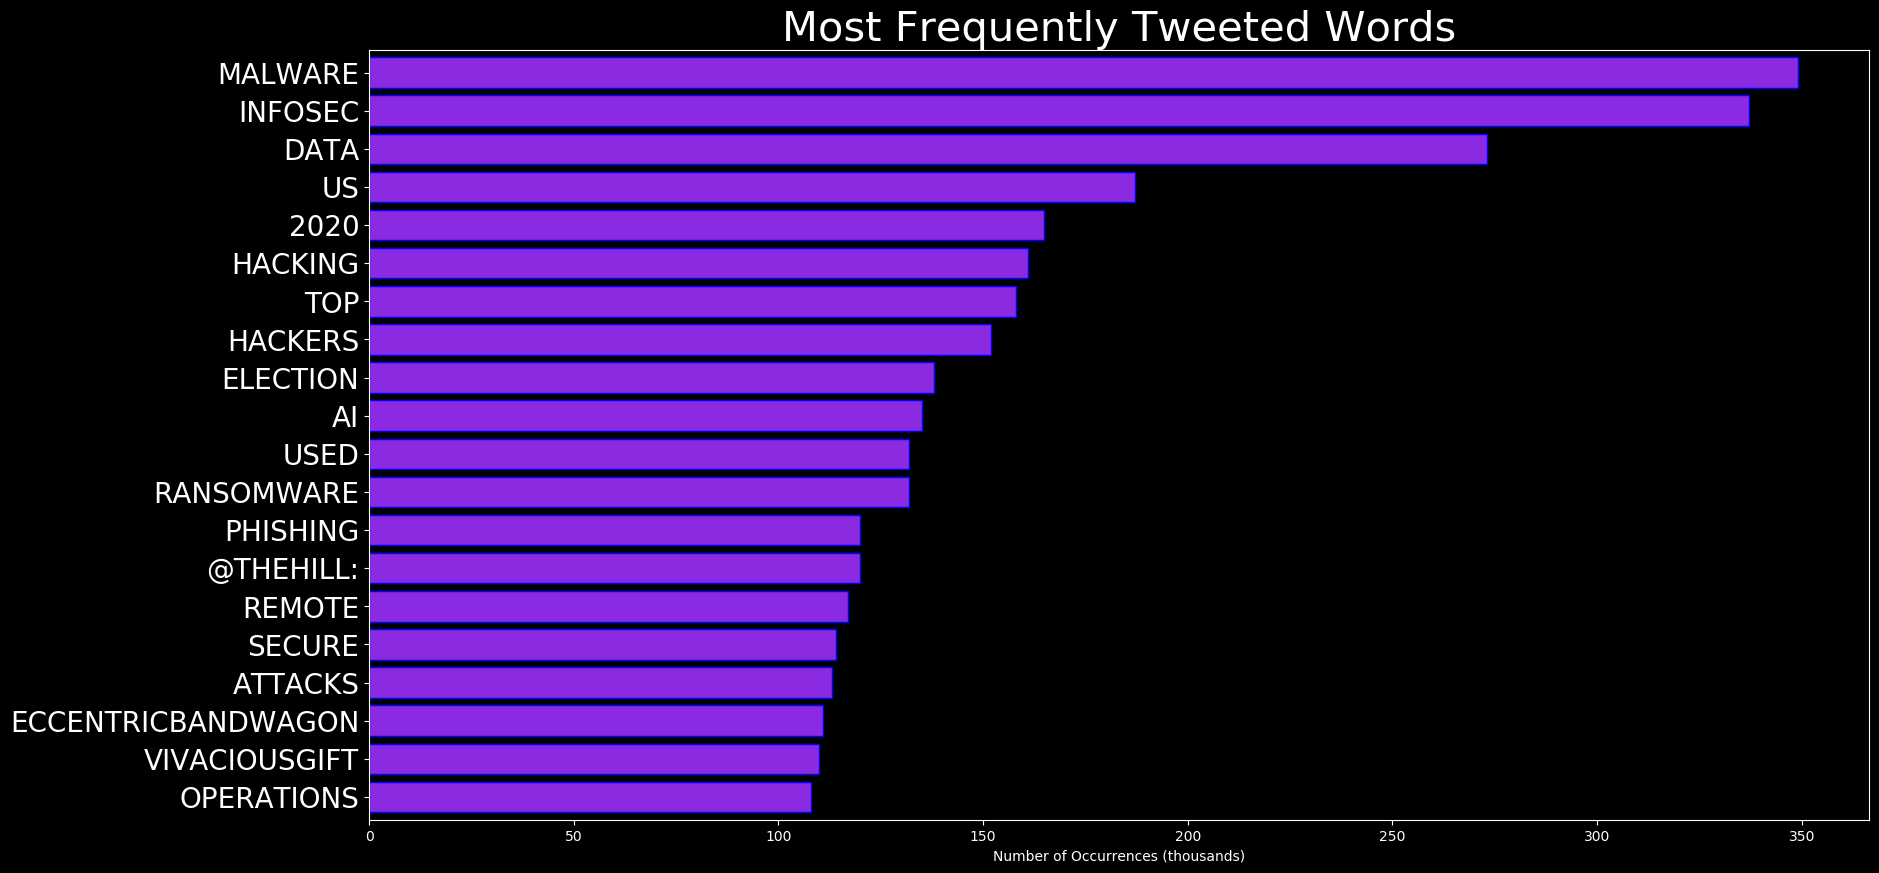 Most Frequently Tweeted Words
MALWARE
INFOSEC
DATA
US
2020
HACKING
TOP
HACKERS
ELECTION
AI
USED
RANSOMWARE
PHISHING
@THEHILL:
REMOTE
SECURE
ATTACKS
ECCENTRICBANDWAGON
VIVACIOUSGIFT
OPERATIONS
0 50 100 150 200 250 300 350
Number of Occurrences (thousands)